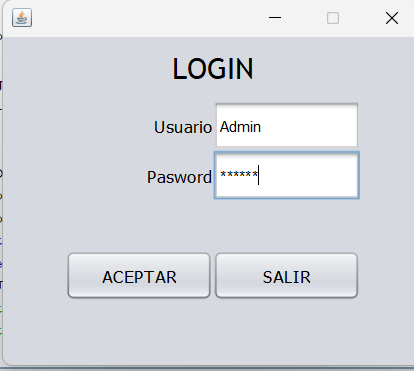 LOGIN
Usuario Admin
Pasword ******
ACEPTAR SALIR